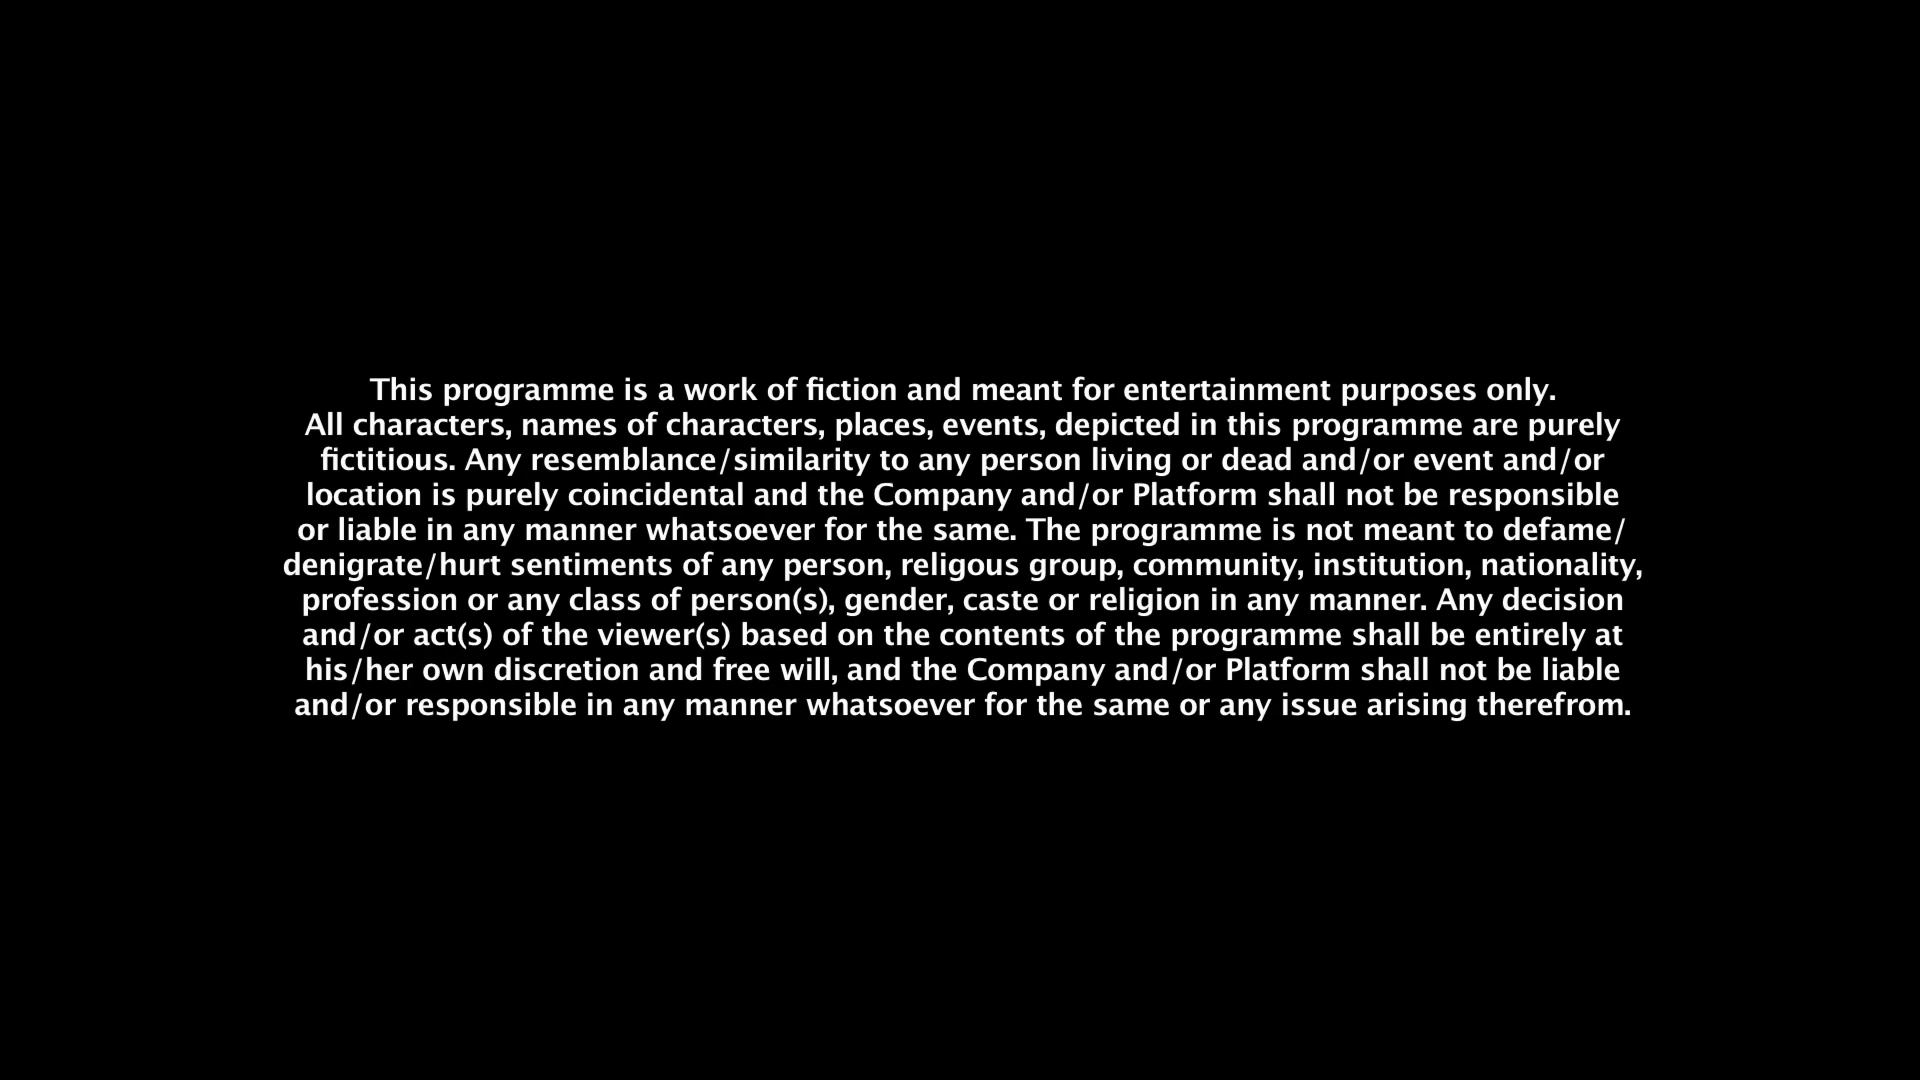 This programme is a work of fiction and meant for entertainment purposes only.
All characters, names of characters, places, events, depicted in this programme are purely
fictitious. Any resemblance/similarity to any person living or dead and/or event and/or
location is purely coincidental and the Company and/or Platform shall not be responsible
or liable in any manner whatsoever for the same. The programme is not meant to defame/
denigrate/hurt sentiments of any person, religous group, community, institution, nationality,
profession or any class of person(s), gender, caste or religion in any manner. Any decision
and/or act(s) of the viewer(s) based on the contents of the programme shall be entirely at
his/her own discretion and free will, and the Company and/or Platform shall not be liable
and/or responsible in any manner whatsoever for the same or any issue arising therefrom.